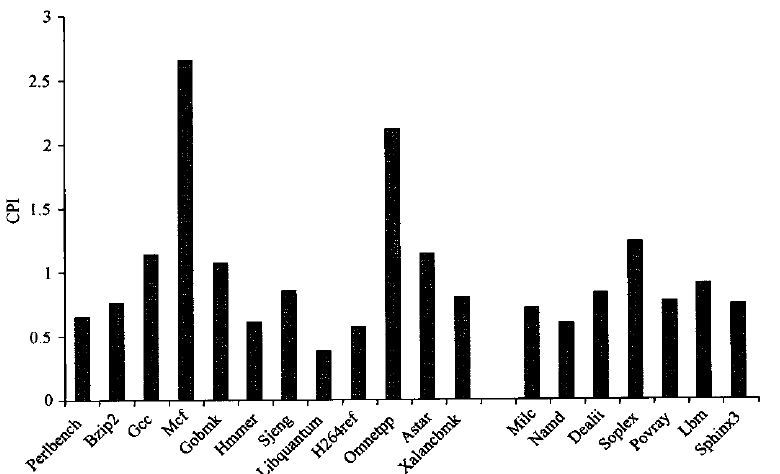 3
2.5
2
1.5
1
0.5
0
CPI
Perlbench
Bzip2
Gcc
Mcf
Gobmk
Hmmer
Sjeng
Libquantum
H264ref
Omnetpp
Astar
Xalancbmk
Milc
Namd
Dealii
Soplex
Povray
Lbm
Sphinx3